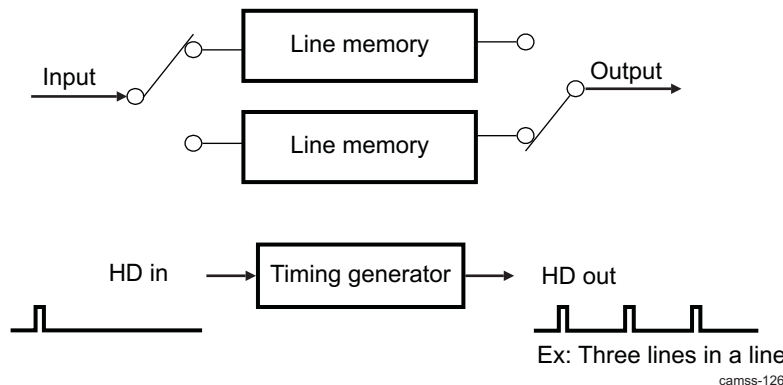 Line memory
Input
Output
Line memory
HD in
Timing generator
HD out
Ex: Three lines in a line
camss-126